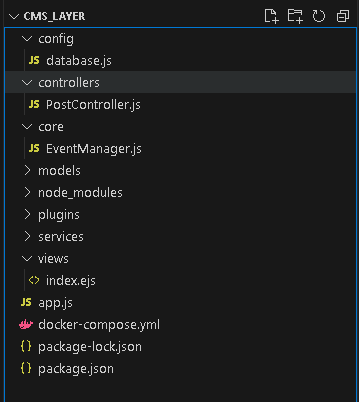 CMS_LAYER
config
JS database.js
controllers
JS PostController.js
core
JS EventManager.js
models
node_modules
plugins
services
views
<> index.ejs
JS app.js
docker-compose.yml
{} package-lock.json
{} package.json